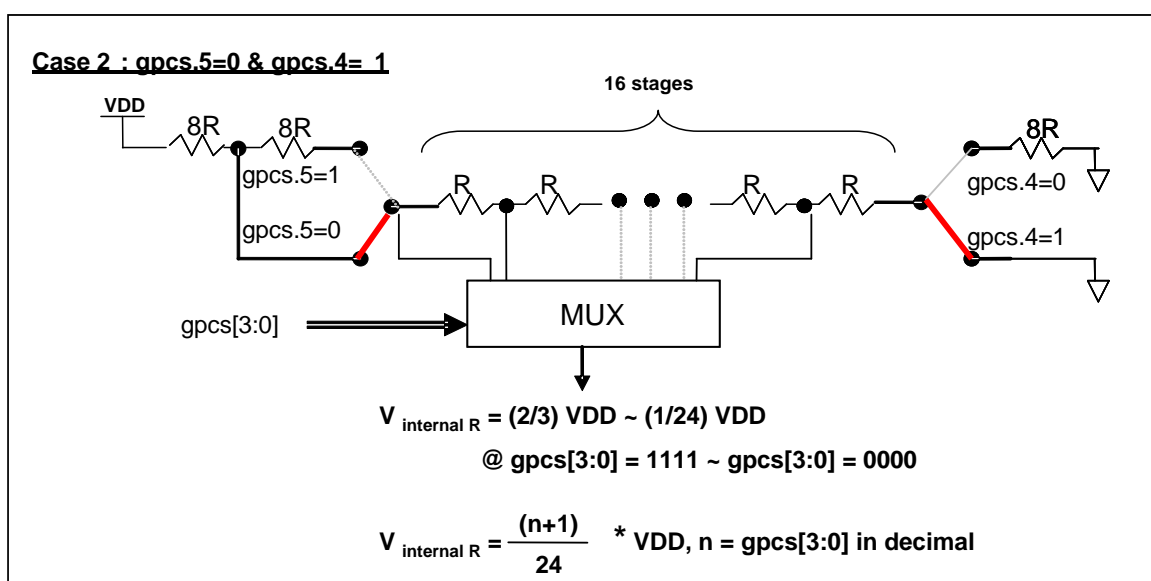 Case 2 : gpcs.5=0 & gpcs.4= 1
16 stages
VDD
8R
8R
8R
gpcs.5=1
R
R
R
R
gpcs.4=0
gpcs.5=0
gpcs.4=1
MUX
gpcs[3:0]
V internal R = (2/3) VDD ~ (1/24) VDD
@ gpcs[3:0] = 1111 ~ gpcs[3:0] = 0000
V internal R = (n+1) / 24 * VDD, n = gpcs[3:0] in decimal